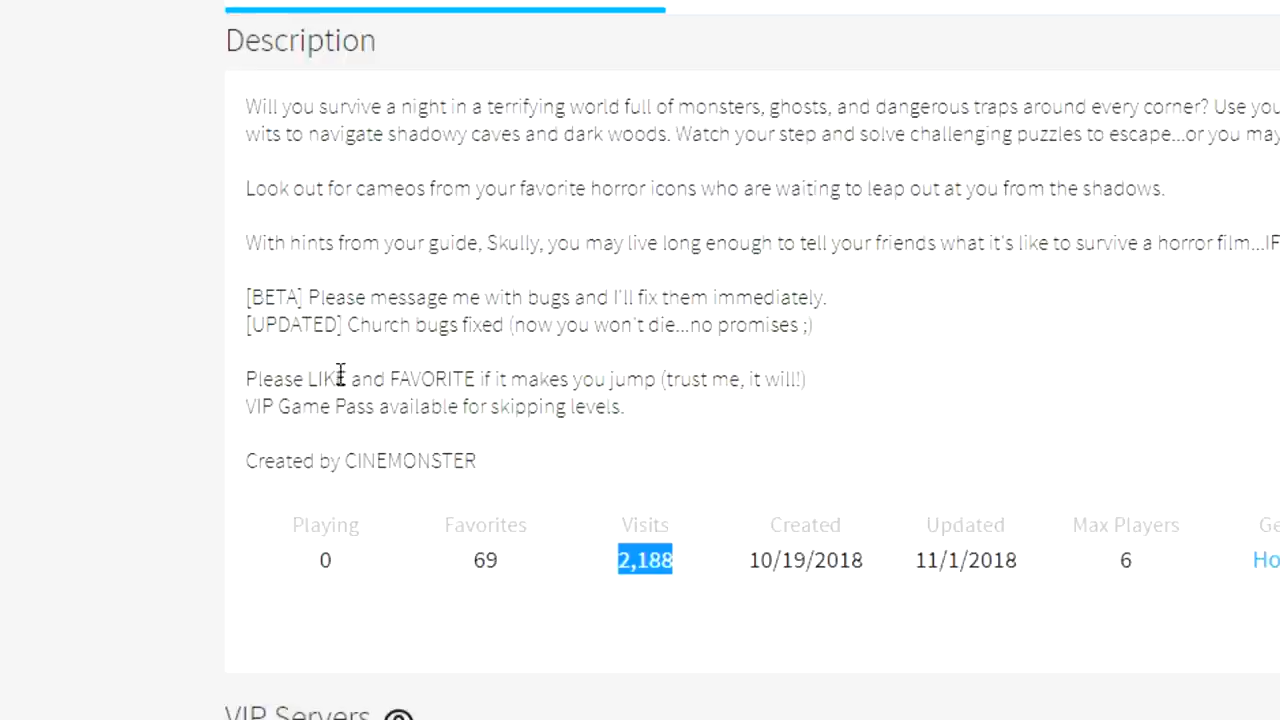 Description
Will you survive a night in a terrifying world full of monsters, ghosts, and dangerous traps around every corner? Use
wits to navigate shadowy caves and dark woods. Watch your step and solve challenging puzzles to escape...or you may
Look out for cameos from your favorite horror icons who are waiting to leap out at you from the shadows.
With hints from your guide, Skully, you may live long enough to tell your friends what it's like to survive a horror film...IF
[BETA] Please message me with bugs and I'll fix them immediately.
[UPDATED] Church bugs fixed (now you won't die...no promises ;)
Please LIKE and FAVORITE if it makes you jump (trust me, it will!)
VIP Game Pass available for skipping levels.
Created by CINEMONSTER
Playing Favorites Visits Created Updated Max Players
0 69 2,188 10/19/2018 11/1/2018 6
VIP Servers